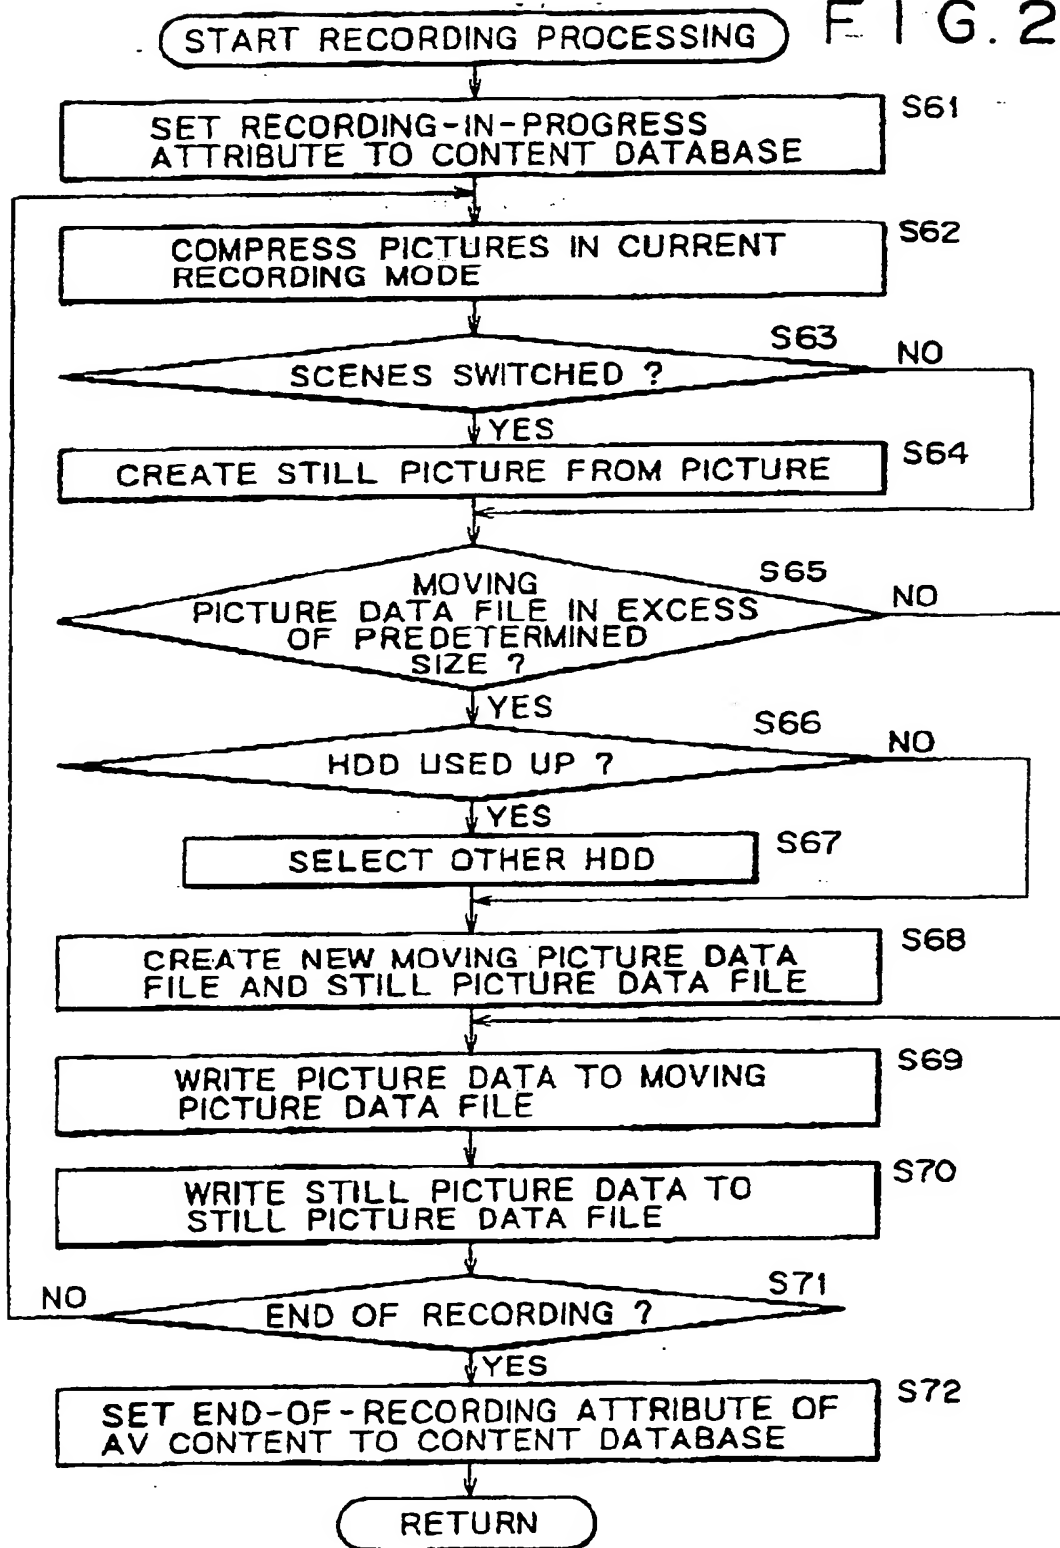 FIG. 2
START RECORDING PROCESSING
S61
SET RECORDING-IN-PROGRESS
ATTRIBUTE TO CONTENT DATABASE
S62
COMPRESS PICTURES IN CURRENT
RECORDING MODE
S63
NO
SCENES SWITCHED ?
YES
S64
CREATE STILL PICTURE FROM PICTURE
S65
NO
MOVING
PICTURE DATA FILE IN EXCESS
OF PREDETERMINED
SIZE ?
YES
S66
NO
HDD USED UP ?
YES
S67
SELECT OTHER HDD
S68
CREATE NEW MOVING PICTURE DATA
FILE AND STILL PICTURE DATA FILE
S69
WRITE PICTURE DATA TO MOVING
PICTURE DATA FILE
S70
WRITE STILL PICTURE DATA TO
STILL PICTURE DATA FILE
S71
NO
END OF RECORDING ?
YES
S72
SET END-OF-RECORDING ATTRIBUTE OF
AV CONTENT TO CONTENT DATABASE
RETURN